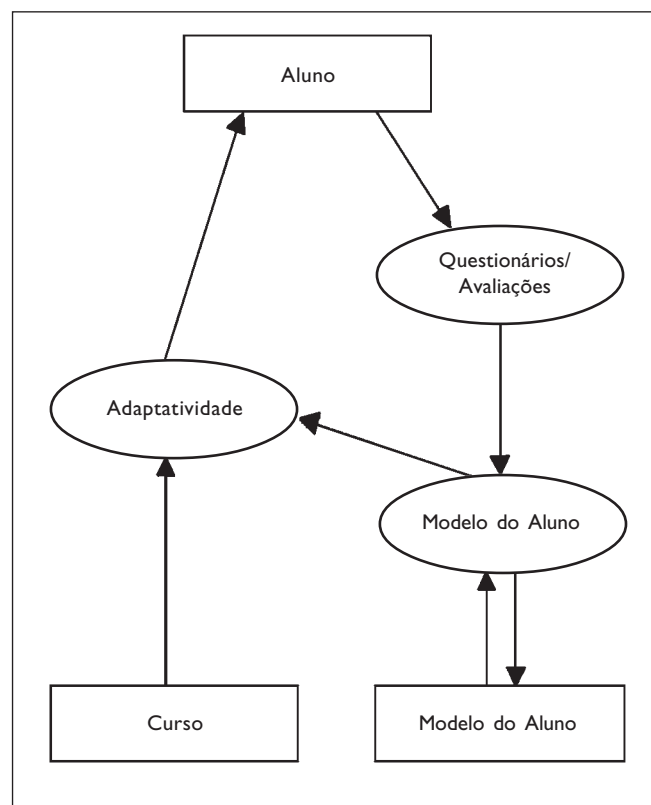 Aluno
Questionários/
Avaliações
Adaptatividade
Modelo do Aluno
Curso
Modelo do Aluno